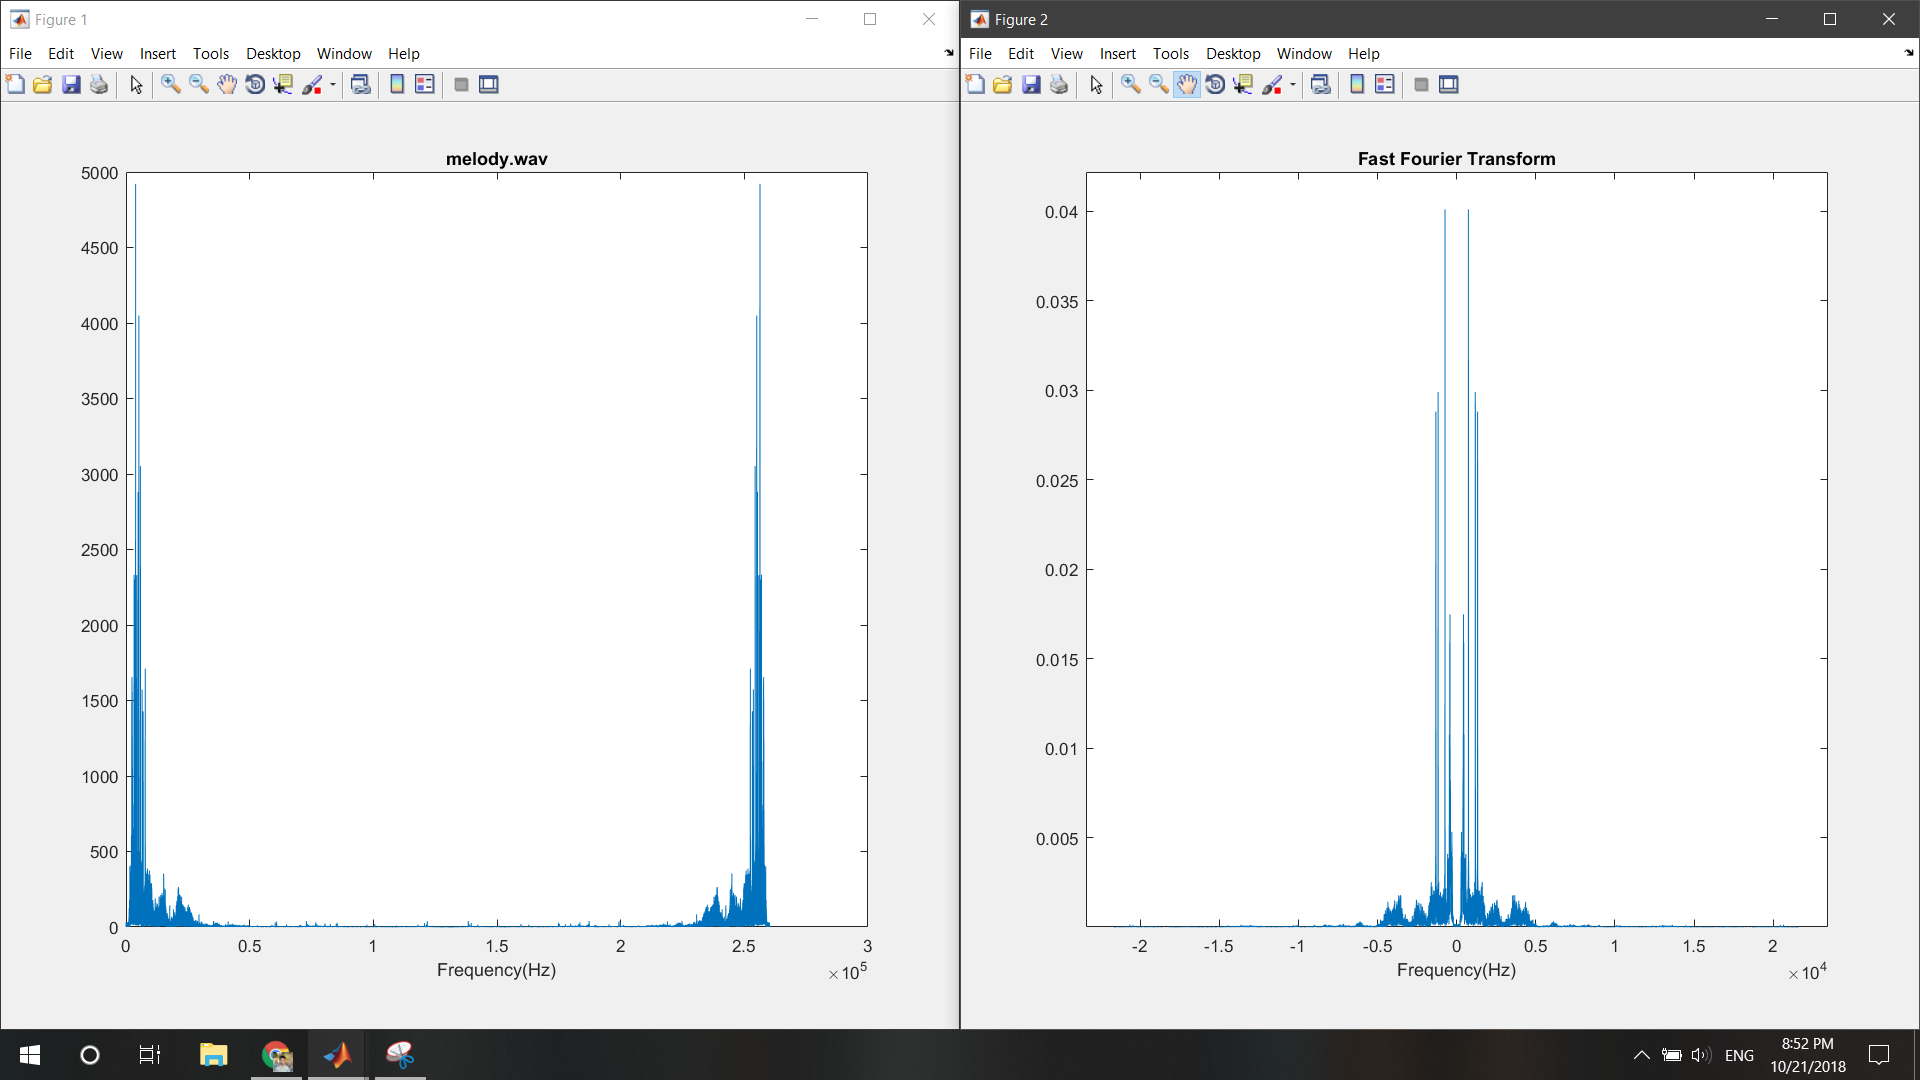 Figure 1
File Edit View Insert Tools Desktop Window Help
melody.wav
5000
4500
4000
3500
3000
2500
2000
1500
1000
500
0
0 0.5 1 1.5 2 2.5 3
Frequency(Hz)
×10^5
Figure 2
File Edit View Insert Tools Desktop Window Help
Fast Fourier Transform
0.04
0.035
0.03
0.025
0.02
0.015
0.01
0.005
-2 -1.5 -1 -0.5 0 0.5 1 1.5 2
Frequency(Hz)
×10^4
ENG
8:52 PM
10/21/2018